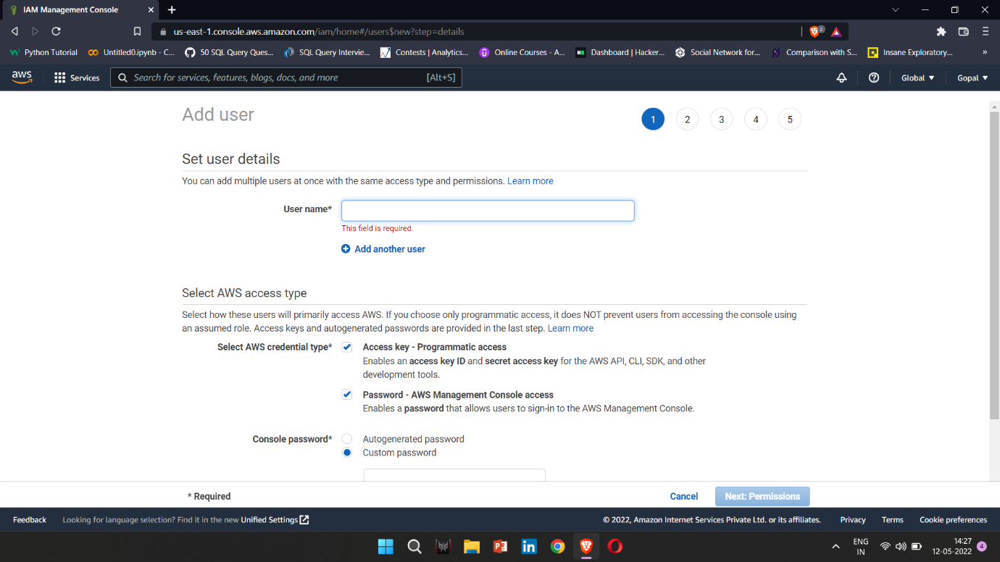 IAM Management Console
us-east-1.console.aws.amazon.com/iam/home#/users$new?step=details
2
Python Tutorial
Untitled0.ipynb - C...
50 SQL Query Ques...
SQL Query Intervie...
Contests | Analytics...
Online Courses - A...
Dashboard | Hacker...
Social Network for...
Comparison with S...
Insane Exploratory...
»
aws
Services
Search for services, features, blogs, docs, and more
[Alt+S]
Global
Gopal
Add user
1
2
3
4
5
Set user details
You can add multiple users at once with the same access type and permissions. Learn more
User name*
This field is required.
Add another user
Select AWS access type
Select how these users will primarily access AWS. If you choose only programmatic access, it does NOT prevent users from accessing the console using
an assumed role. Access keys and autogenerated passwords are provided in the last step. Learn more
Select AWS credential type*
Access key - Programmatic access
Enables an access key ID and secret access key for the AWS API, CLI, SDK, and other
development tools.
Password - AWS Management Console access
Enables a password that allows users to sign-in to the AWS Management Console.
Console password*
Autogenerated password
Custom password
* Required
Cancel
Next: Permissions
Feedback
Looking for language selection? Find it in the new Unified Settings
© 2022, Amazon Internet Services Private Ltd. or its affiliates.
Privacy
Terms
Cookie preferences
ENG
IN
14:27
12-05-2022
4